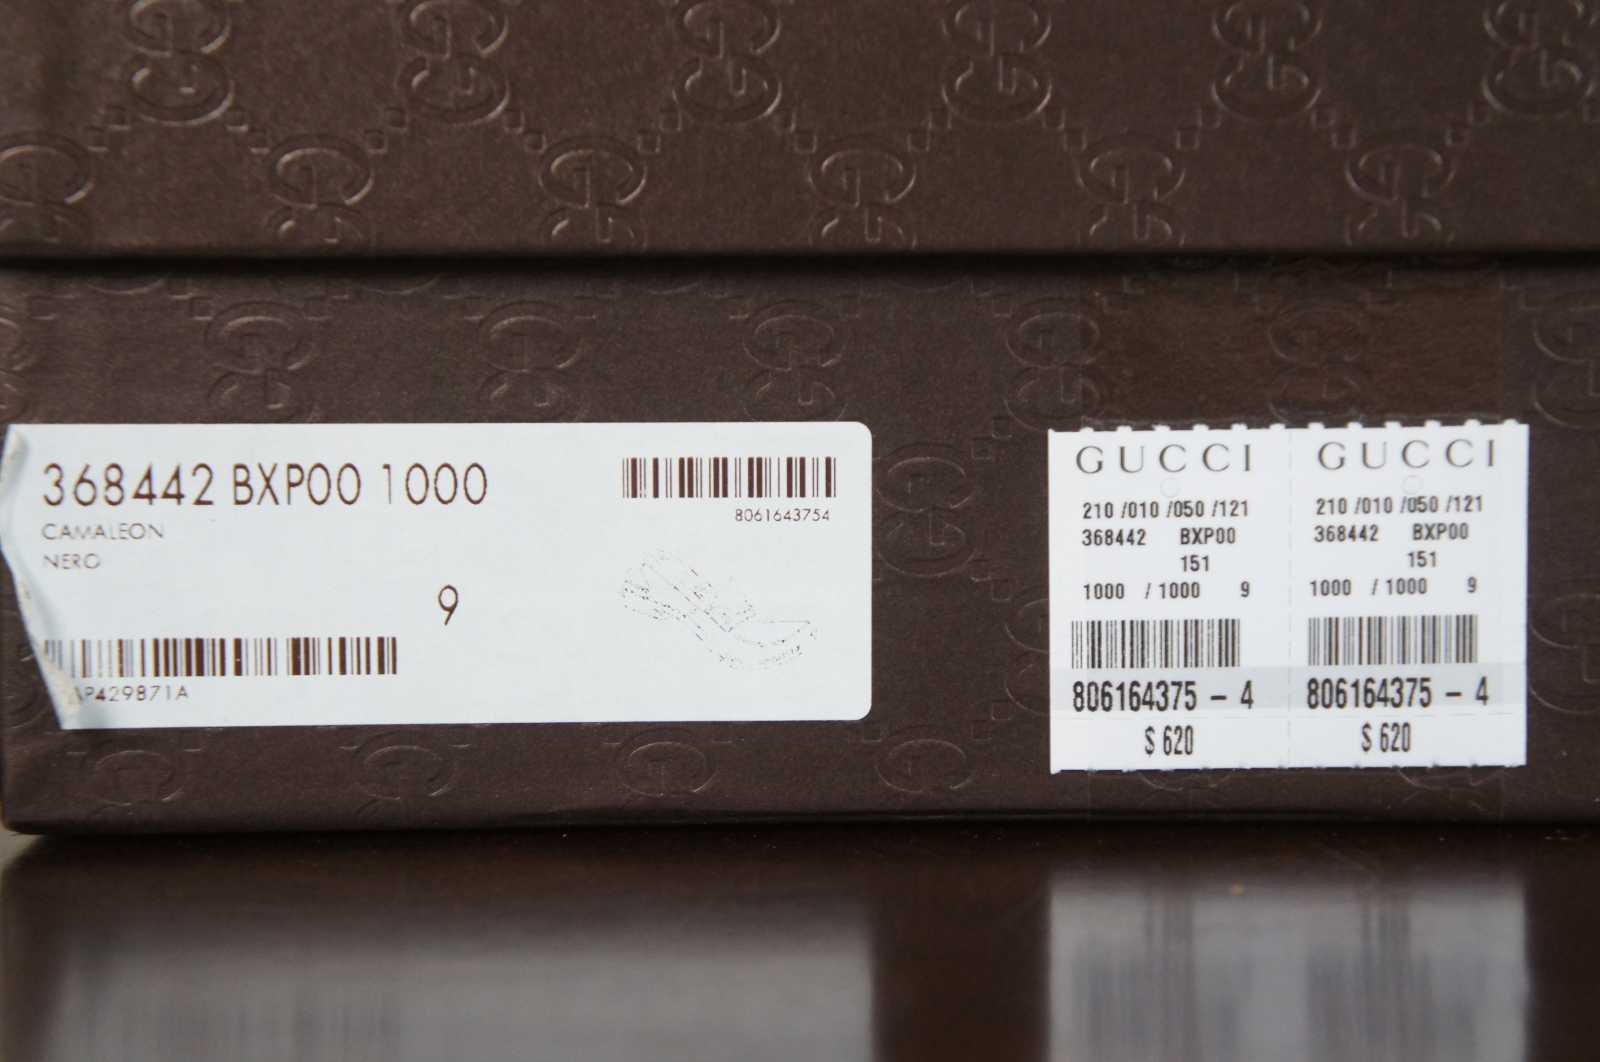 368442 BXP00 1000
CAMALEON
NERO
8061643754
9
AP429871A
GUCCI
210 /010 /050 /121
368442 BXP00
151
1000 / 1000 9
806164375 - 4
$ 620
GUCCI
210 /010 /050 /121
368442 BXP00
151
1000 / 1000 9
806164375 - 4
$ 620